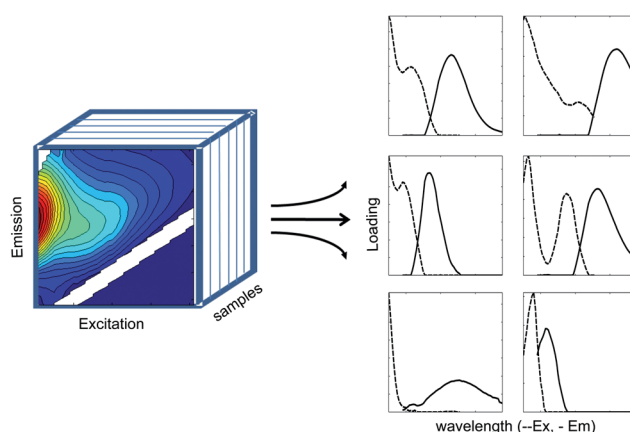 Emission
Excitation
samples
Loading
wavelength (--Ex, - Em)